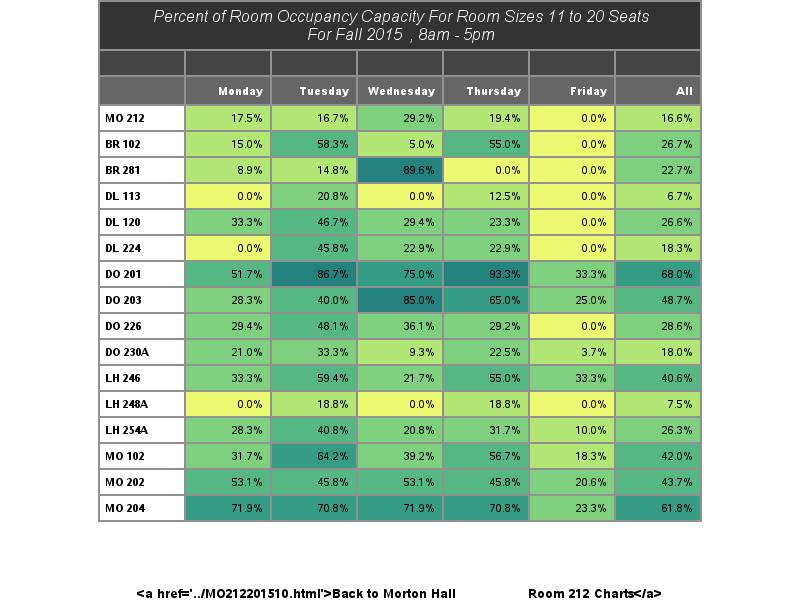 Percent of Room Occupancy Capacity For Room Sizes 11 to 20 Seats
For Fall 2015 , 8am - 5pm
Monday Tuesday Wednesday Thursday Friday All
MO 212 17.5% 16.7% 29.2% 19.4% 0.0% 16.6%
BR 102 15.0% 58.3% 5.0% 55.0% 0.0% 26.7%
BR 281 8.9% 14.8% 89.6% 0.0% 0.0% 22.7%
DL 113 0.0% 20.8% 0.0% 12.5% 0.0% 6.7%
DL 120 33.3% 46.7% 29.4% 23.3% 0.0% 26.6%
DL 224 0.0% 45.8% 22.9% 22.9% 0.0% 18.3%
DO 201 51.7% 86.7% 75.0% 93.3% 33.3% 68.0%
DO 203 28.3% 40.0% 85.0% 65.0% 25.0% 48.7%
DO 226 29.4% 48.1% 36.1% 29.2% 0.0% 28.6%
DO 230A 21.0% 33.3% 9.3% 22.5% 3.7% 18.0%
LH 246 33.3% 59.4% 21.7% 55.0% 33.3% 40.6%
LH 248A 0.0% 18.8% 0.0% 18.8% 0.0% 7.5%
LH 254A 28.3% 40.8% 20.8% 31.7% 10.0% 26.3%
MO 102 31.7% 64.2% 39.2% 56.7% 18.3% 42.0%
MO 202 53.1% 45.8% 53.1% 45.8% 20.6% 43.7%
MO 204 71.9% 70.8% 71.9% 70.8% 23.3% 61.8%
<a href='../MO212201510.html'>Back to Morton Hall Room 212 Charts</a>